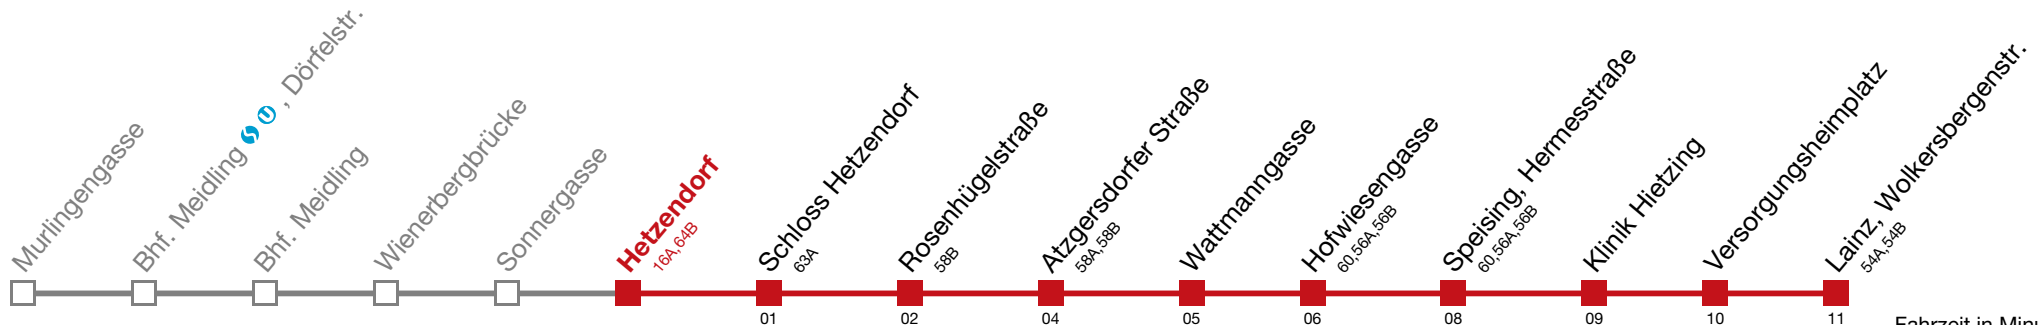 Murlingengasse
Bhf. Meidling , Dörfelstr.
Bhf. Meidling
Wienerbergbrücke
Sonnergasse
Hetzendorf
16A,64B
Schloss Hetzendorf
63A
Rosenhügelstraße
58B
Atzgersdorfer Straße
58A,58B
Wattmanngasse
Hofwiesengasse
60,56A,56B
Speising, Hermesstraße
60,56A,56B
Klinik Hietzing
Versorgungsheimplatz
Lainz, Wolkersbergenstr.
54A,54B
01 02 04 05 06 08 09 10 11
Fahrzeit in